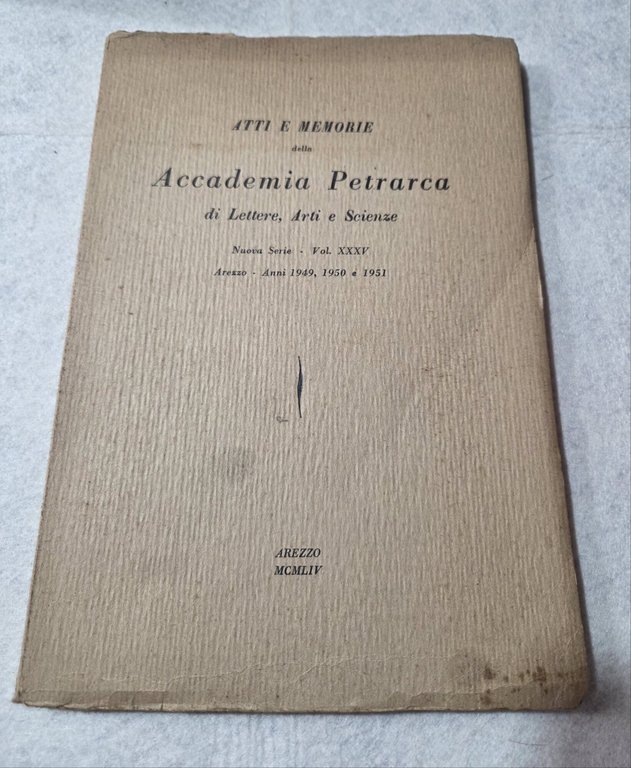 ATTI E MEMORIE
della
Accademia Petrarca
di Lettere, Arti e Scienze
Nuova Serie - Vol. XXXV
Arezzo - Anni 1949, 1950 e 1951
AREZZO
MCMLIV